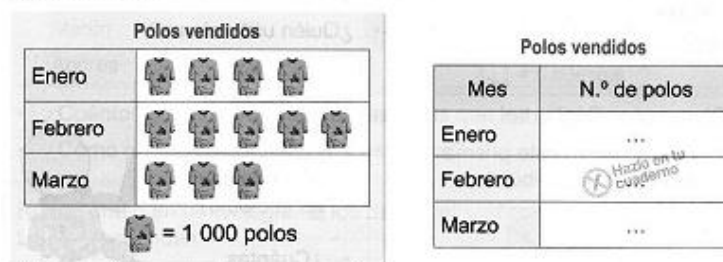 Polos vendidos
Enero
Febrero
Marzo
= 1 000 polos
Polos vendidos
Mes N.º de polos
Enero ...
Febrero ...
Hazlo en tu
cuaderno
Marzo ...